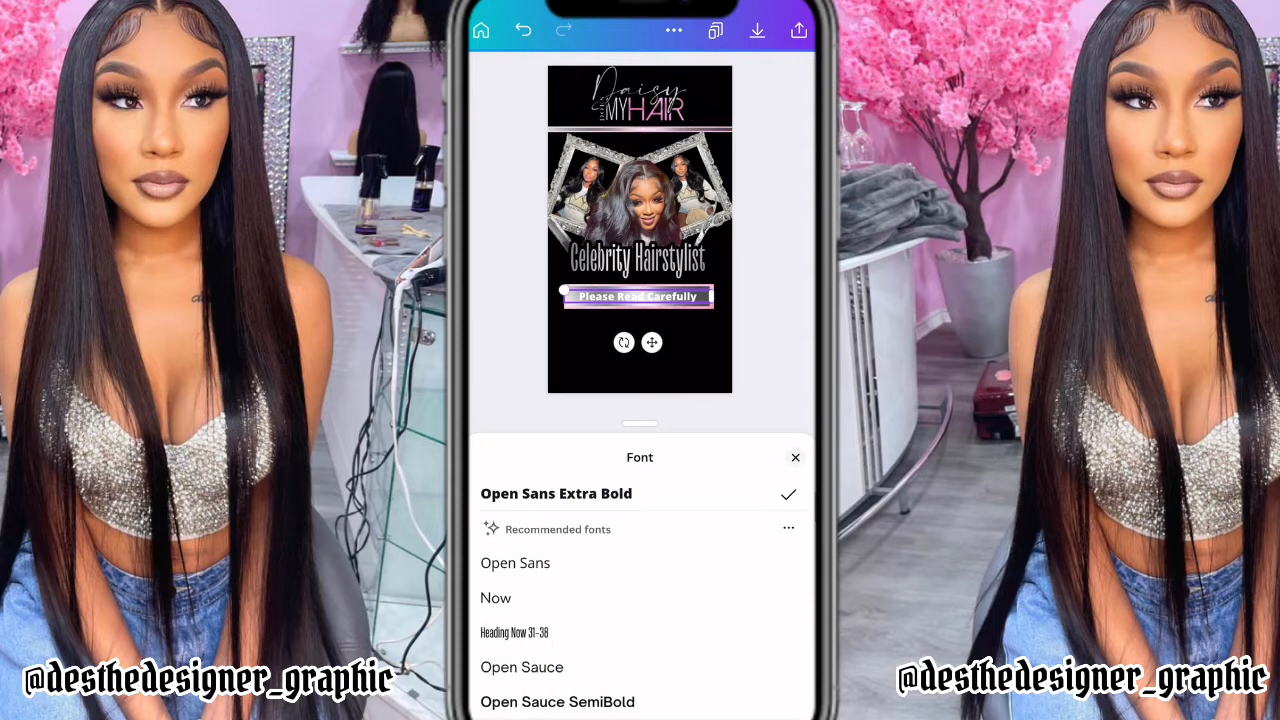 Daisy
DOES
MYHAIR
Celebrity Hairstylist
Please Read Carefully
Font
Open Sans Extra Bold
Recommended fonts
Open Sans
Now
Heading Now 31-38
Open Sauce
Open Sauce SemiBold
@desthedesigner_graphic
@desthedesigner_graphic